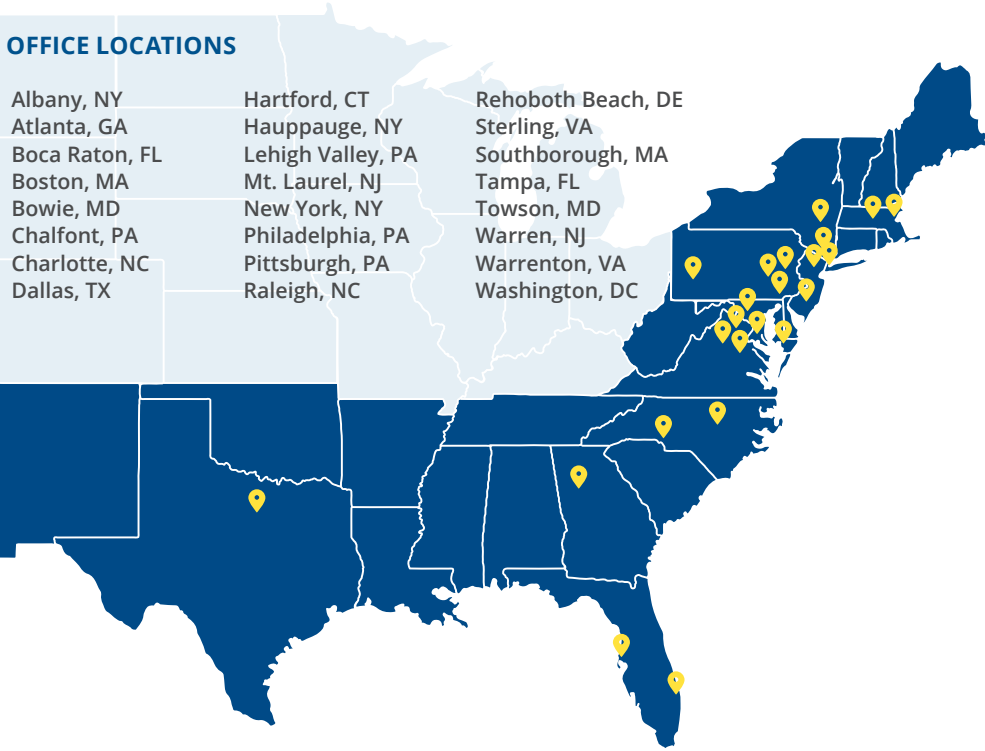 OFFICE LOCATIONS
Albany, NY
Atlanta, GA
Boca Raton, FL
Boston, MA
Bowie, MD
Chalfont, PA
Charlotte, NC
Dallas, TX
Hartford, CT
Hauppauge, NY
Lehigh Valley, PA
Mt. Laurel, NJ
New York, NY
Philadelphia, PA
Pittsburgh, PA
Raleigh, NC
Rehoboth Beach, DE
Sterling, VA
Southborough, MA
Tampa, FL
Towson, MD
Warren, NJ
Warrenton, VA
Washington, DC